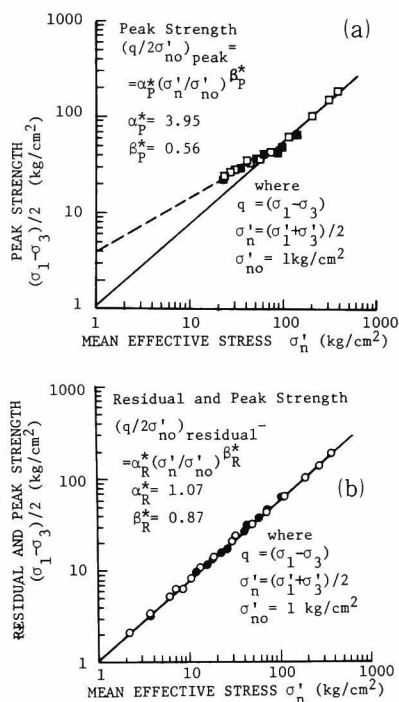 (a)
Peak Strength
(q/2σ'no)peak=
=α*P(σ'n/σ'no)β*P
α*P= 3.95
β*P= 0.56
where
q =(σ1-σ3)
σ'n=(σ'1+σ'3)/2
σ'no= 1kg/cm2
1000
100
10
1
PEAK STRENGTH
(σ1-σ3)/2 (kg/cm2)
1 10 100 1000
MEAN EFFECTIVE STRESS σ'n (kg/cm2)
1000
100
10
1
RESIDUAL AND PEAK STRENGTH
(σ1-σ3)/2 (kg/cm2)
Residual and Peak Strength
(q/2σ'no)residual-
=α*R(σ'n/σ'no)β*R
α*R= 1.07
β*R= 0.87
(b)
where
q =(σ1-σ3)
σ'n=(σ'1+σ'3)/2
σ'no= 1 kg/cm2
1 10 100 1000
MEAN EFFECTIVE STRESS σ'n (kg/cm2)